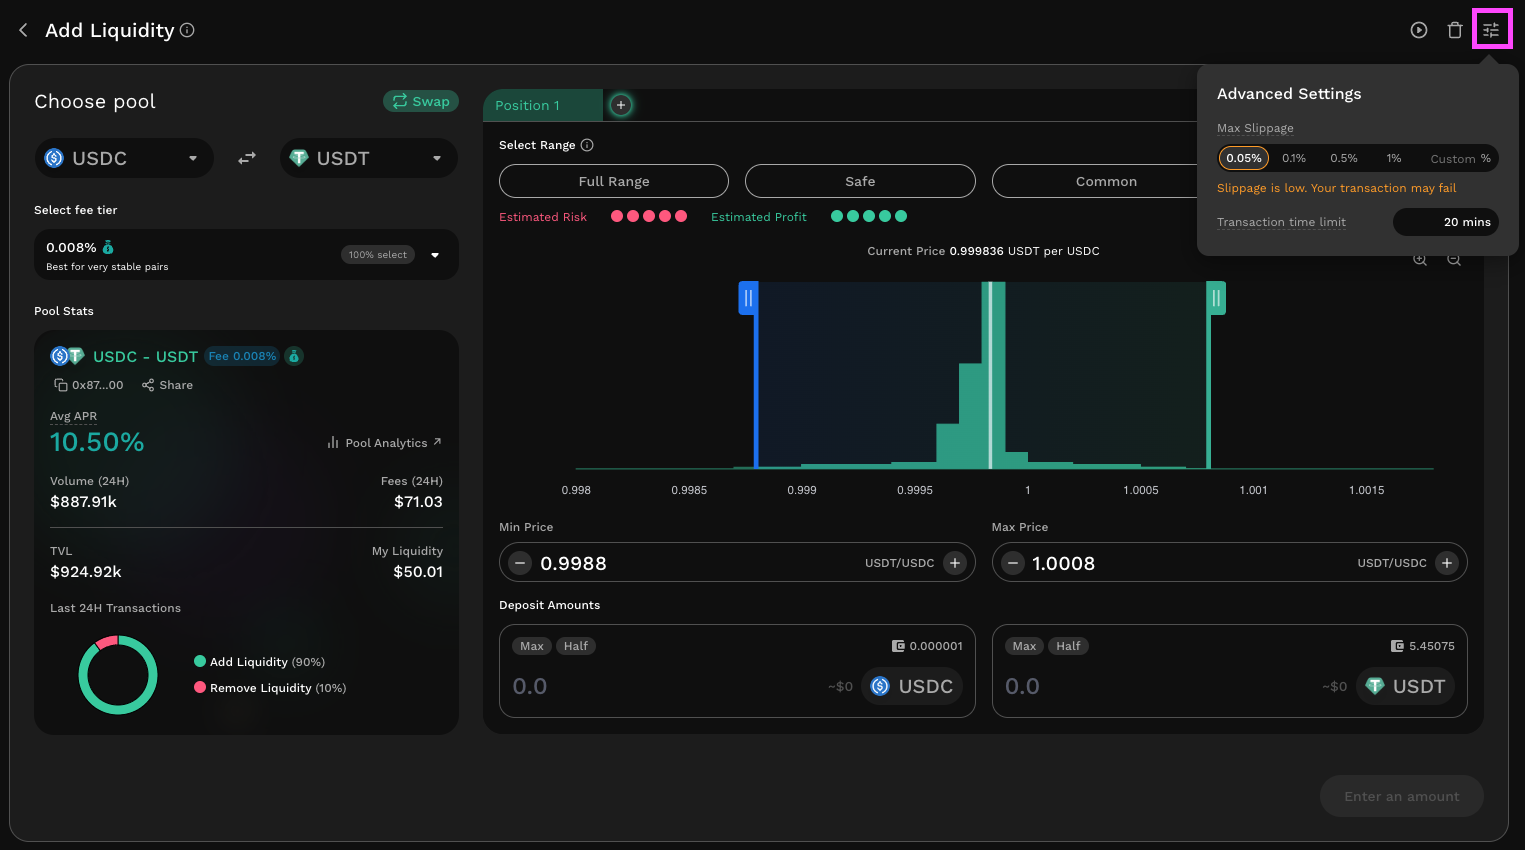 Add Liquidity
Choose pool
Swap
USDC
USDT
Select fee tier
0.008%
Best for very stable pairs
100% select
Pool Stats
USDC - USDT Fee 0.008%
0x87...00 Share
Avg APR
10.50%
Pool Analytics
Volume (24H) Fees (24H)
$887.91k $71.03
TVL My Liquidity
$924.92k $50.01
Last 24H Transactions
Add Liquidity (90%)
Remove Liquidity (10%)
Position 1
Select Range
Full Range Safe Common
Estimated Risk Estimated Profit
Current Price 0.999836 USDT per USDC
0.998 0.9985 0.999 0.9995 1 1.0005 1.001 1.0015
Min Price Max Price
0.9988 USDT/USDC
1.0008 USDT/USDC
Deposit Amounts
Max Half 0.000001
0.0 ~$0 USDC
Max Half 5.45075
0.0 ~$0 USDT
Enter an amount
Advanced Settings
Max Slippage
0.05% 0.1% 0.5% 1% Custom %
Slippage is low. Your transaction may fail
Transaction time limit 20 mins